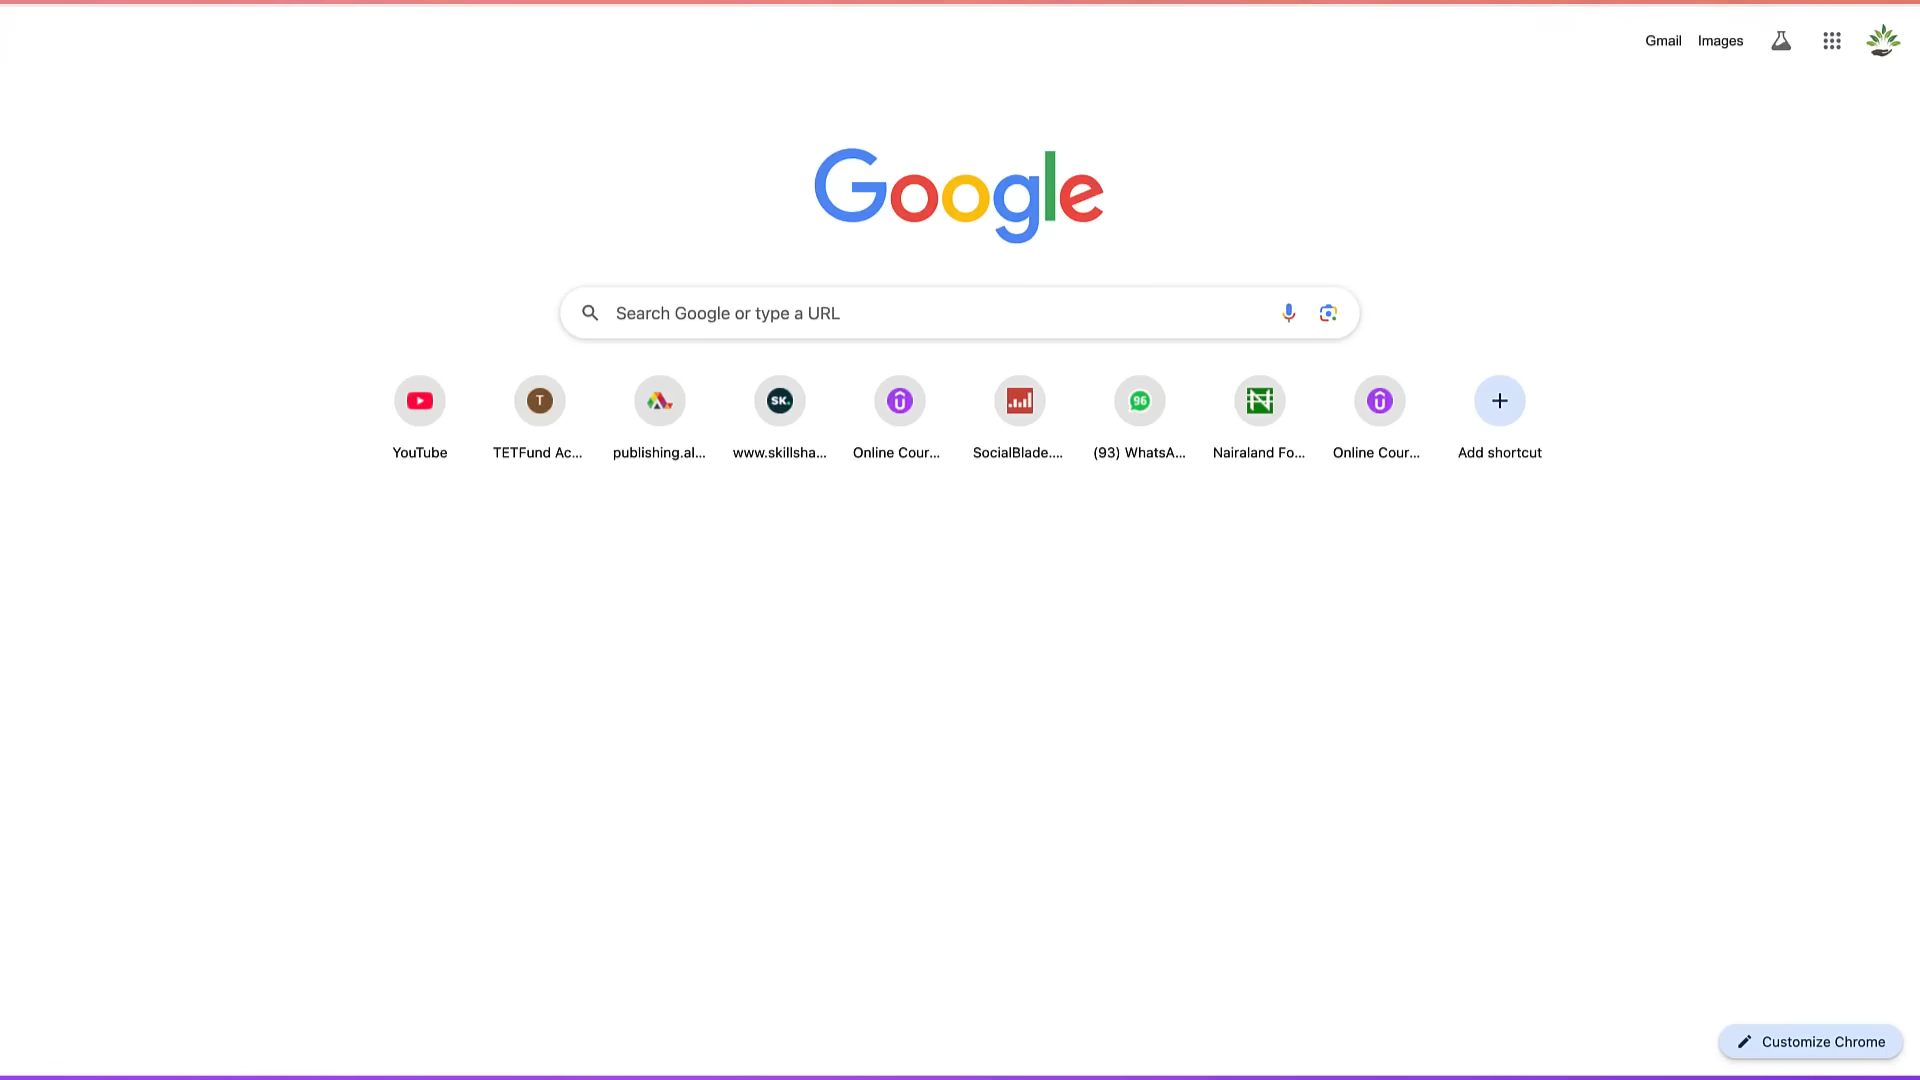 Gmail Images
Google
Search Google or type a URL
T
SK.
96
YouTube
TETFund Ac...
publishing.al...
www.skillsha...
Online Cour...
SocialBlade....
(93) WhatsA...
Nairaland Fo...
Online Cour...
Add shortcut
Customize Chrome